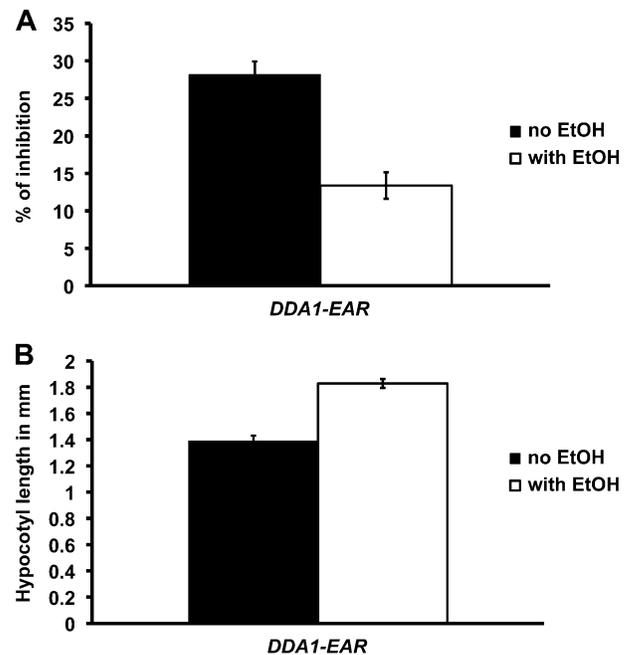 A
35
30
25
20
15
10
5
0
% of inhibition
no EtOH
with EtOH
DDA1-EAR
B
2
1.8
1.6
1.4
1.2
1
0.8
0.6
0.4
0.2
0
Hypocotyl length in mm
no EtOH
with EtOH
DDA1-EAR